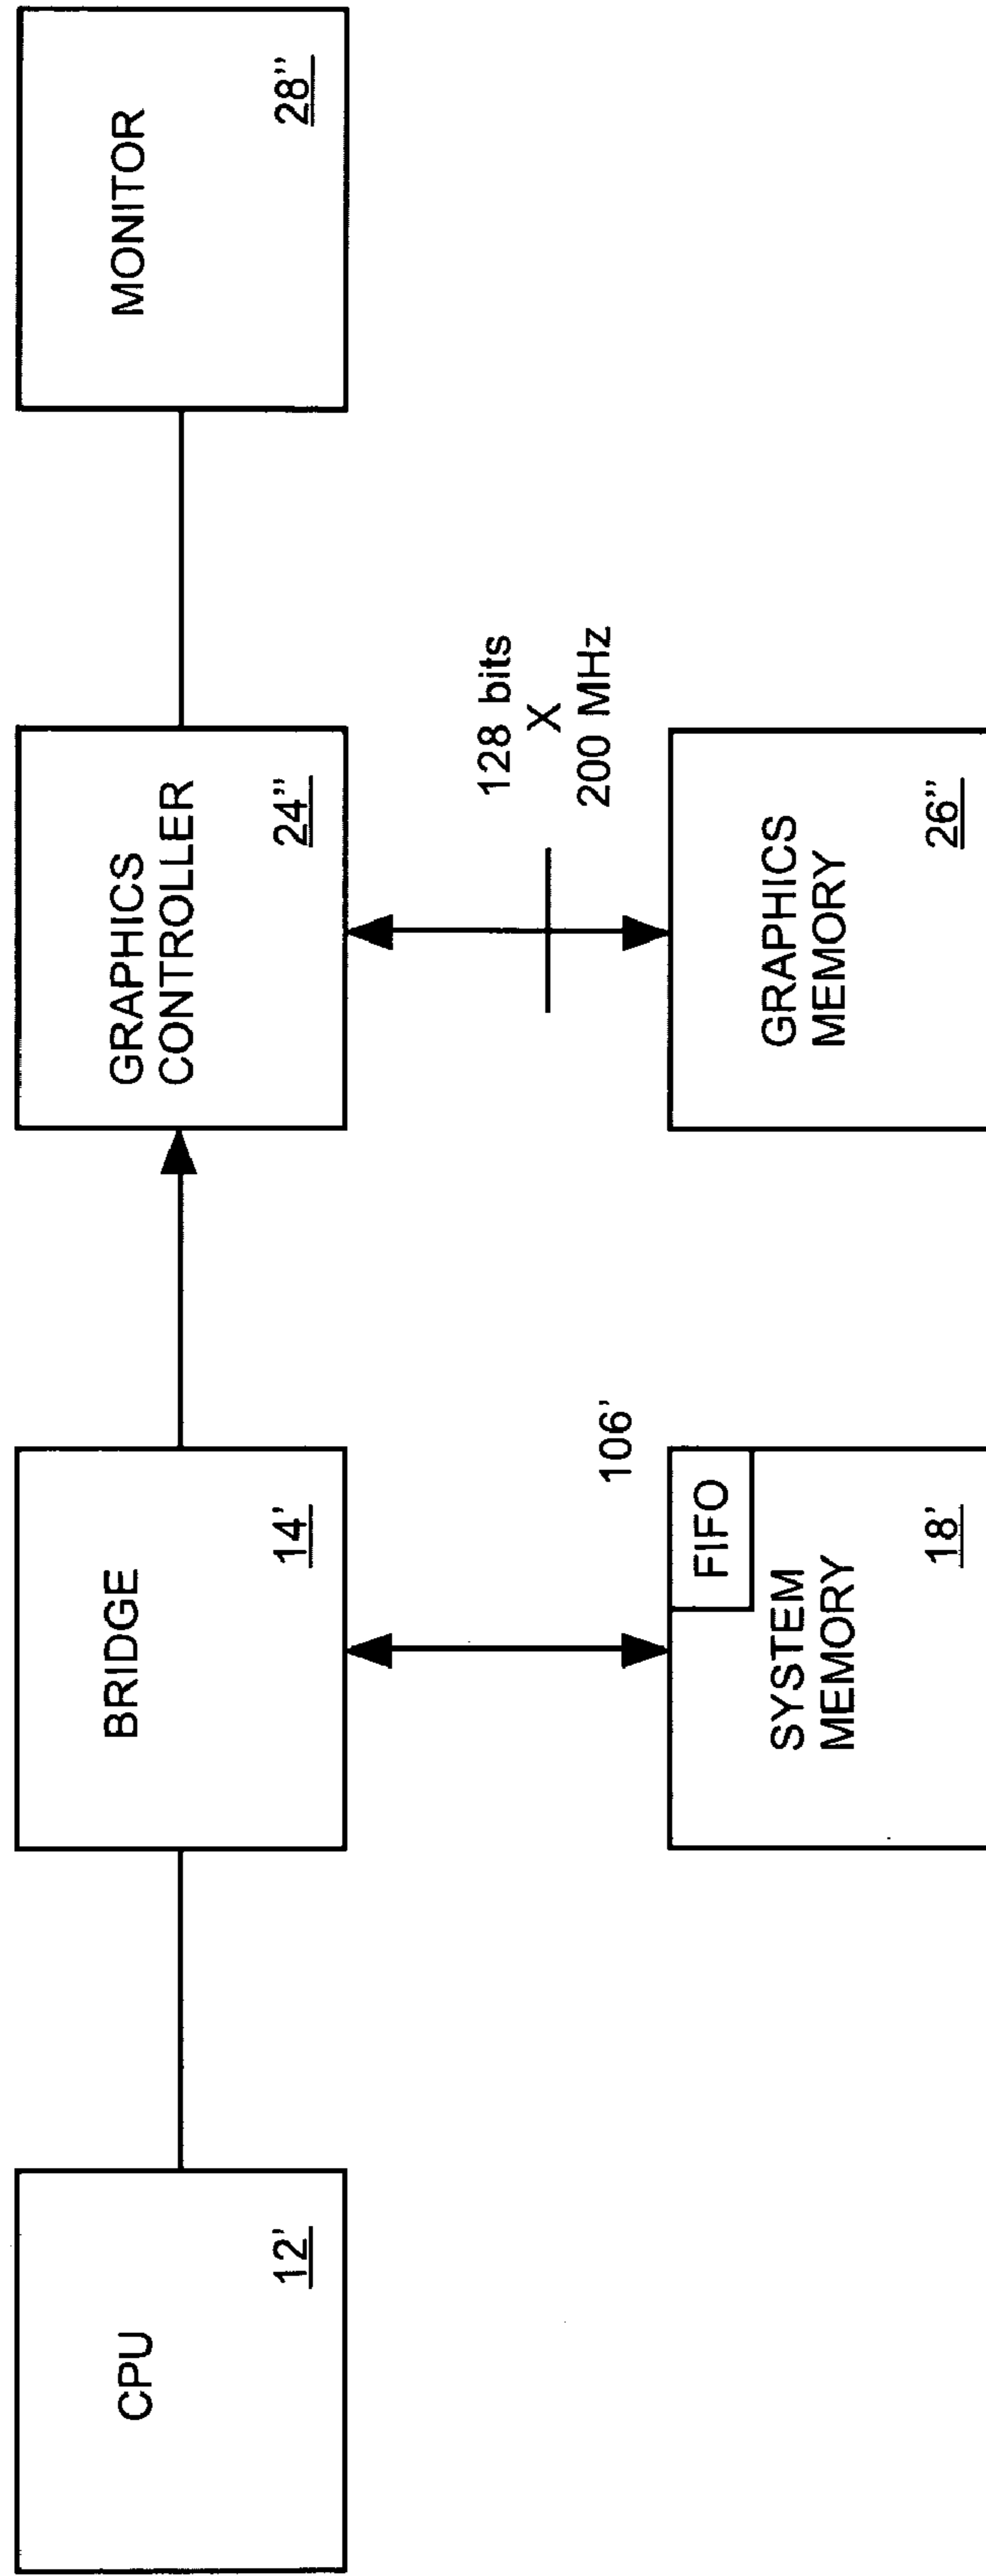 CPU
12'
BRIDGE
14'
GRAPHICS
CONTROLLER
24"
MONITOR
28"
106'
FIFO
SYSTEM
MEMORY
18'
128 bits
X
200 MHz
GRAPHICS
MEMORY
26"